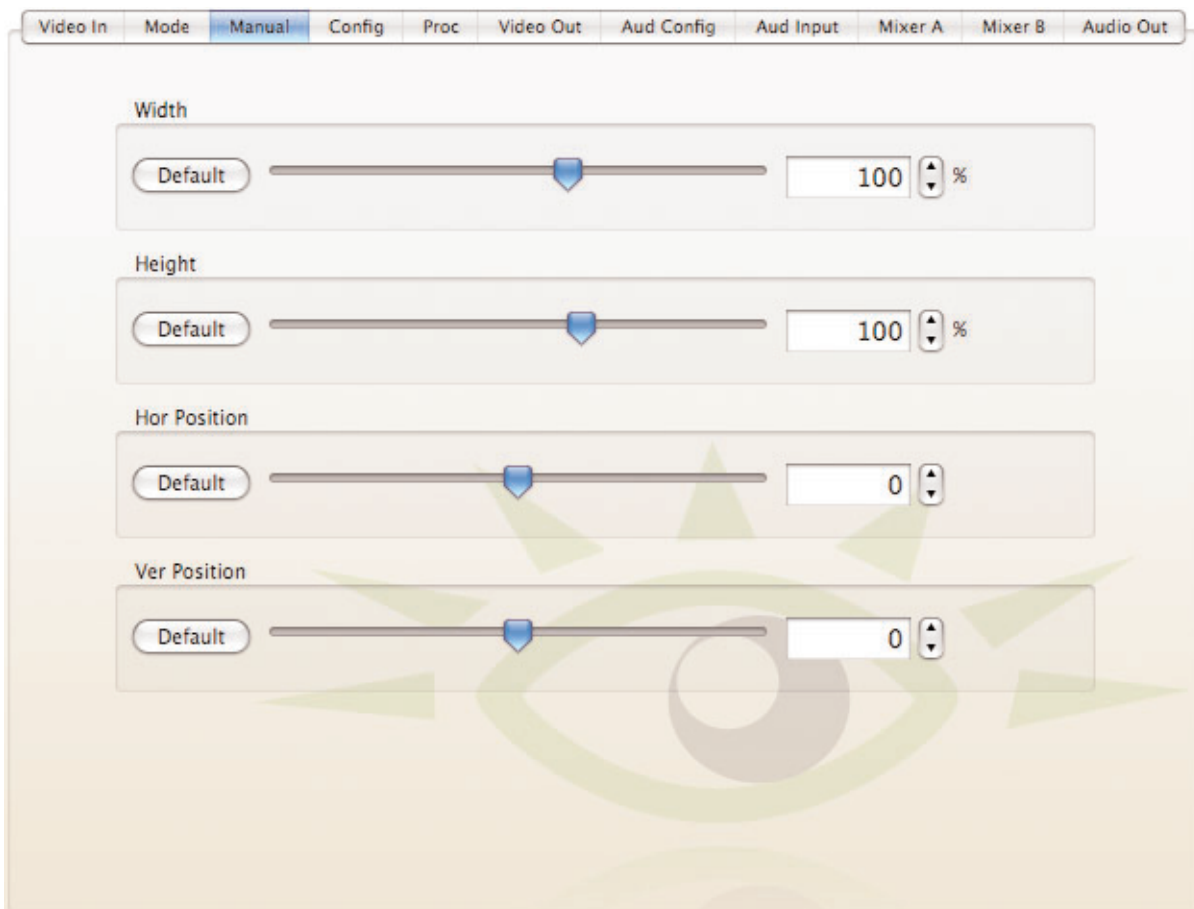 Video In Mode Manual Config Proc Video Out Aud Config Aud Input Mixer A Mixer B Audio Out
Width
Default 100 %
Height
Default 100 %
Hor Position
Default 0
Ver Position
Default 0